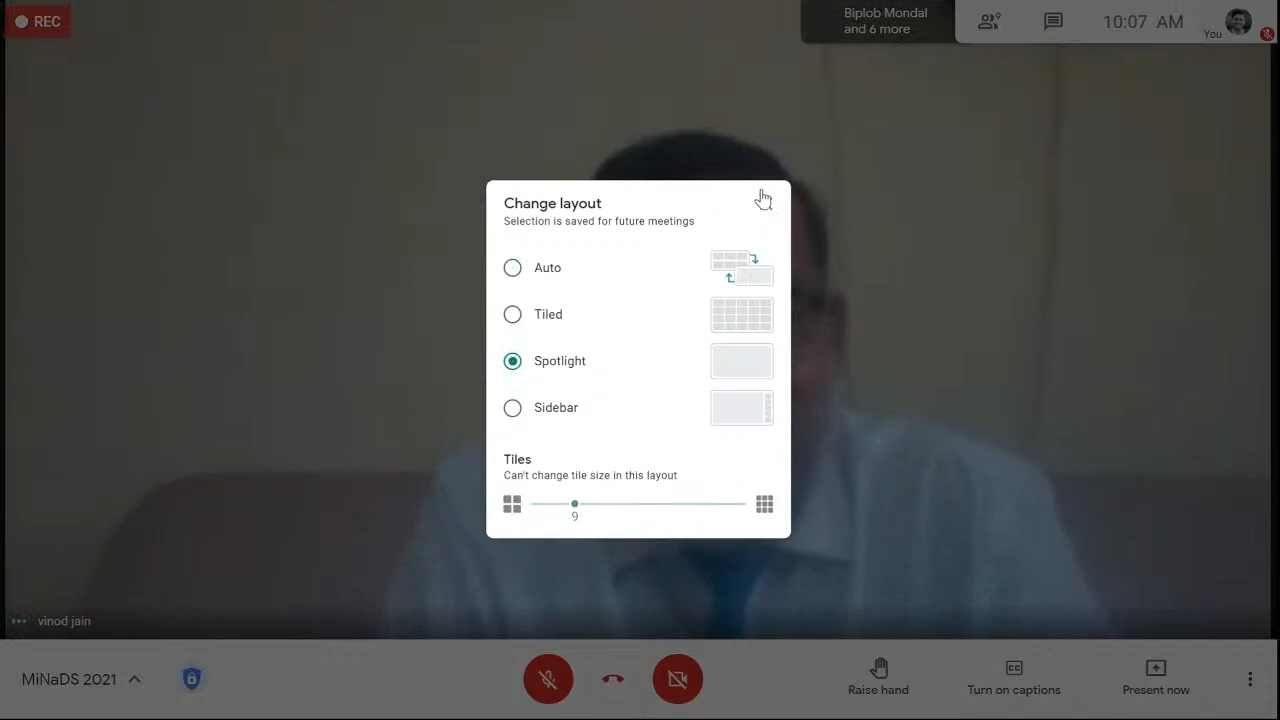 REC
Biplob Mondal
and 6 more
9
10:07 AM
You
Change layout
Selection is saved for future meetings
Auto
Tiled
Spotlight
Sidebar
Tiles
Can't change tile size in this layout
9
vinod jain
MiNaDS 2021
CC
Raise hand
Turn on captions
Present now